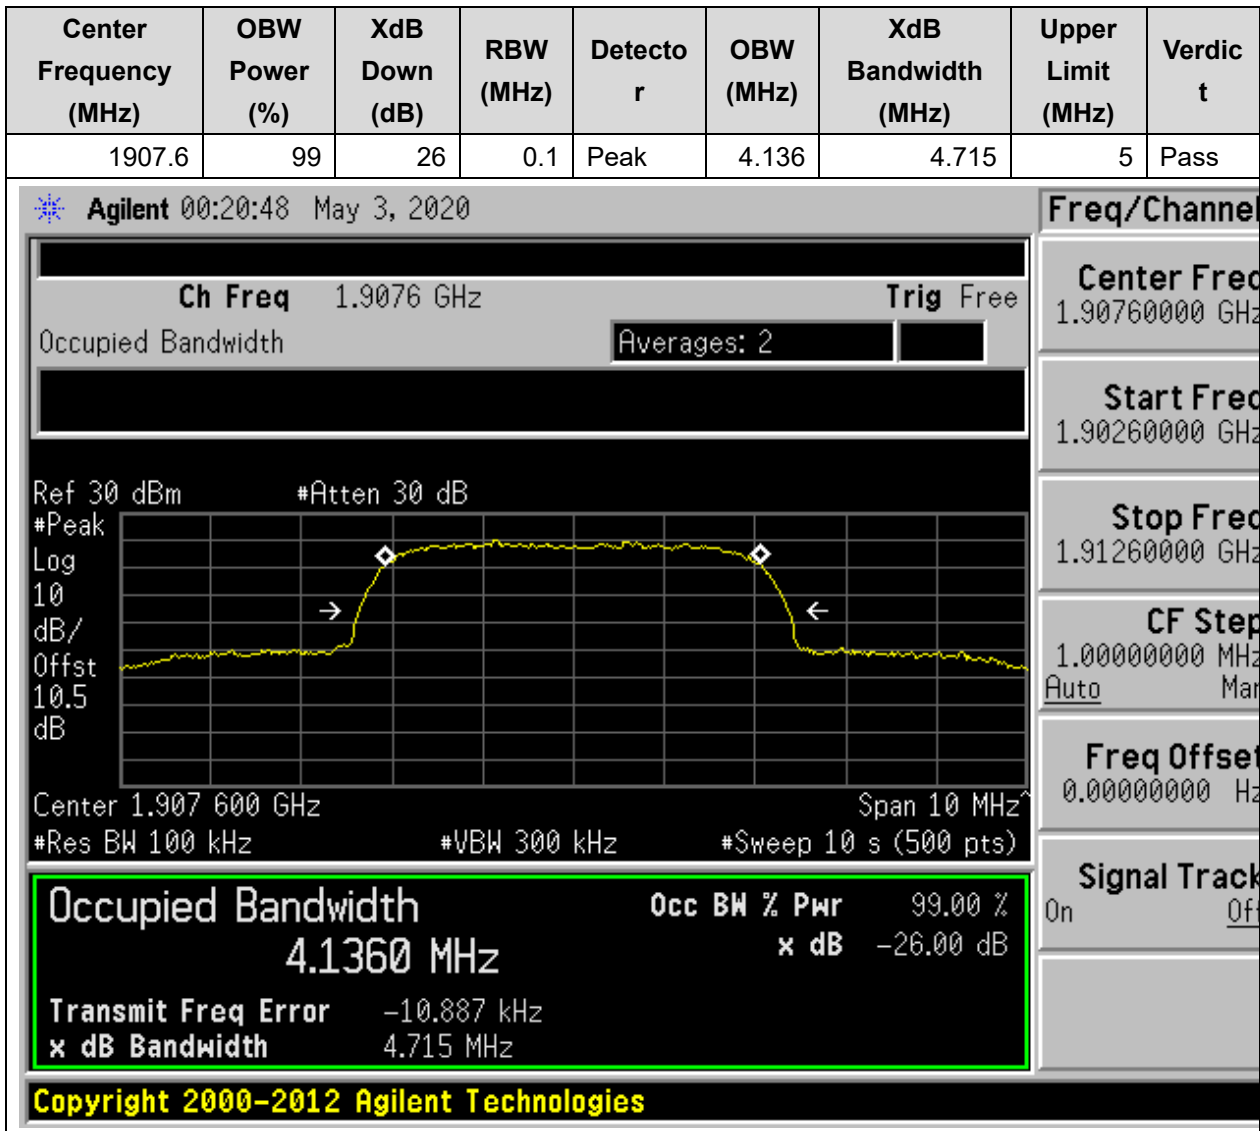 Center Frequency (MHz) OBW Power (%) XdB Down (dB) RBW (MHz) Detecto r OBW (MHz) XdB Bandwidth (MHz) Upper Limit (MHz) Verdic t
1907.6 99 26 0.1 Peak 4.136 4.715 5 Pass
Agilent 00:20:48 May 3, 2020
Freq/Channel
Ch Freq 1.9076 GHz Trig Free
Occupied Bandwidth Averages: 2
Center Freq
1.90760000 GHz
Start Freq
1.90260000 GHz
Stop Freq
1.91260000 GHz
CF Step
1.00000000 MHz
Auto Man
Freq Offset
0.00000000 Hz
Signal Track
On Off
Ref 30 dBm #Atten 30 dB
#Peak
Log
10
dB/
Offst
10.5
dB
Center 1.907 600 GHz Span 10 MHz^
#Res BW 100 kHz #VBW 300 kHz #Sweep 10 s (500 pts)
Occupied Bandwidth Occ BW % Pwr 99.00 %
4.1360 MHz x dB -26.00 dB
Transmit Freq Error -10.887 kHz
x dB Bandwidth 4.715 MHz
Copyright 2000-2012 Agilent Technologies